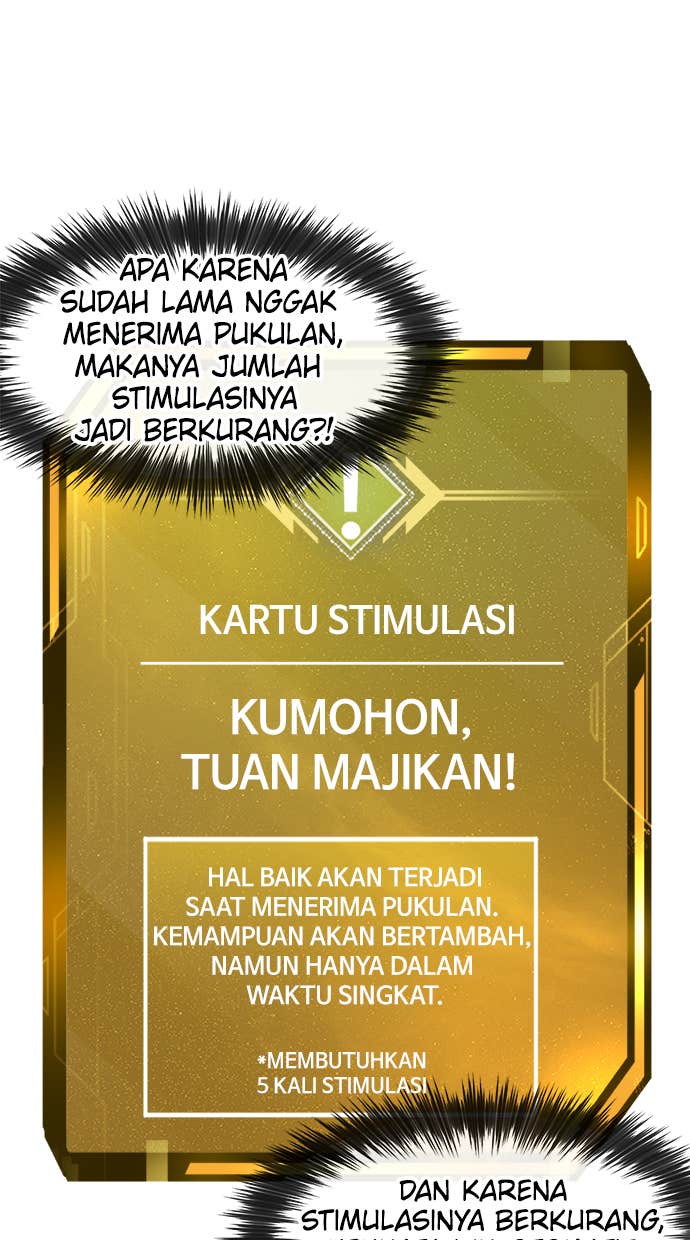 APA KARENA
SUDAH LAMA NGGAK
MENERIMA PUKULAN,
MAKANYA JUMLAH
STIMULASINYA
JADI BERKURANG?!
!
KARTU STIMULASI
KUMOHON,
TUAN MAJIKAN!
HAL BAIK AKAN TERJADI
SAAT MENERIMA PUKULAN.
KEMAMPUAN AKAN BERTAMBAH,
NAMUN HANYA DALAM
WAKTU SINGKAT.
*MEMBUTUHKAN
5 KALI STIMULASI
DAN KARENA
STIMULASINYA BERKURANG,